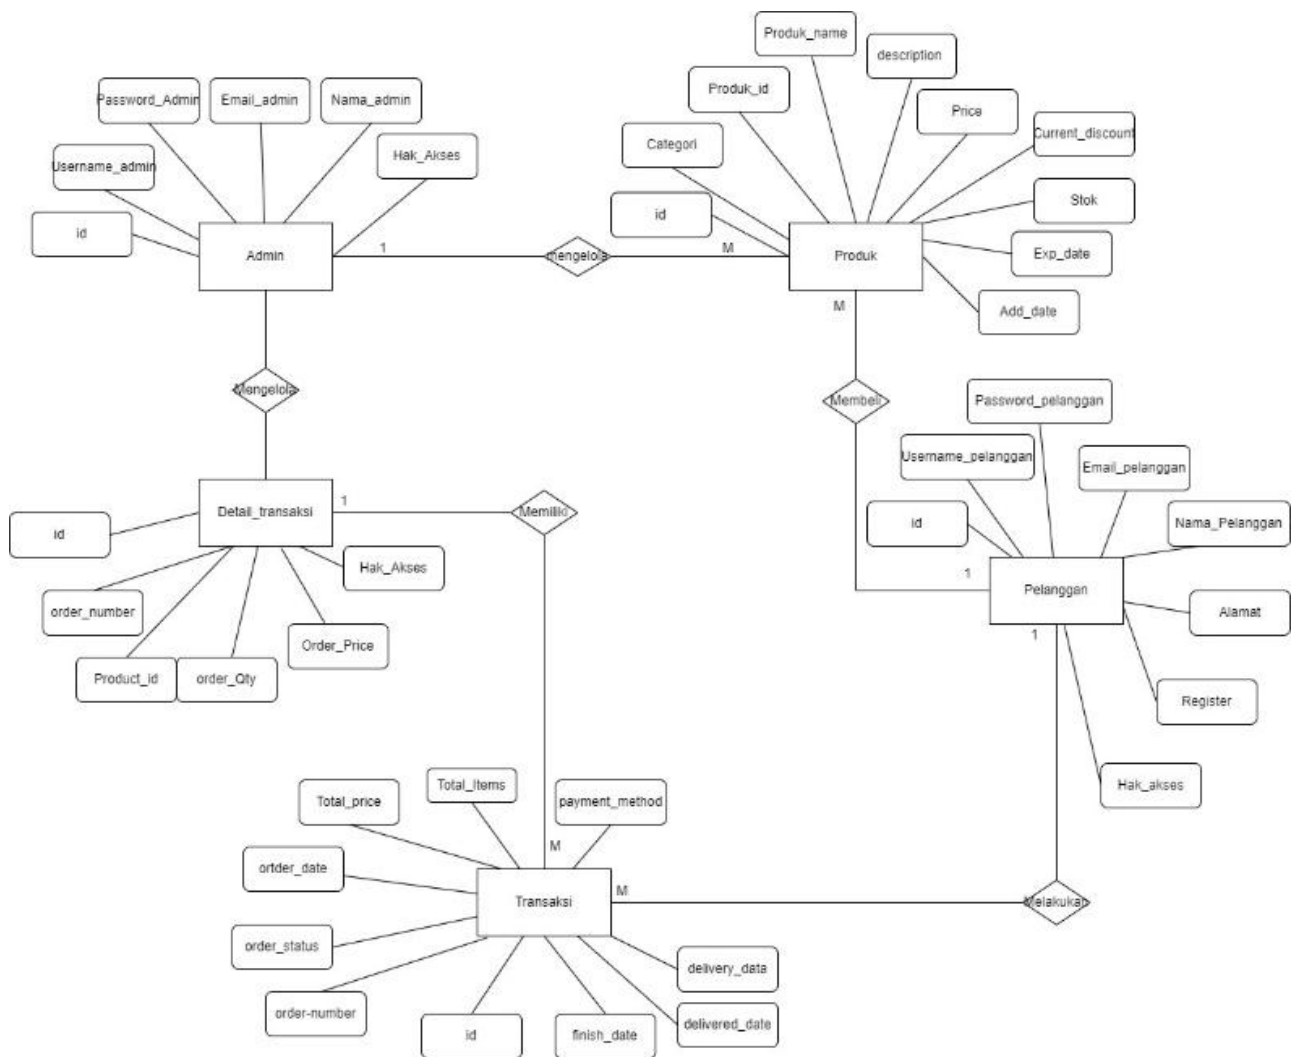 Produk_name
description
Password_Admin
Email_admin
Nama_admin
Produk_id
Price
Current_discount
Username_admin
Hak_Akses
Categori
Stok
id
id
Admin
1
mengelola
M
Produk
Exp_date
M
Add_date
Mengelola
Membeli
Password_pelanggan
Username_pelanggan
Email_pelanggan
id
Nama_Pelanggan
Detail_transaksi
1
Memiliki
id
Hak_Akses
1
Pelanggan
Alamat
order_number
Order_Price
1
Product_id
order_Qty
Register
Hak_akses
Total_price
Total_Items
payment_method
M
ortder_date
Transaksi
M
Melakukan
order_status
delivery_data
order-number
id
finish_date
delivered_date